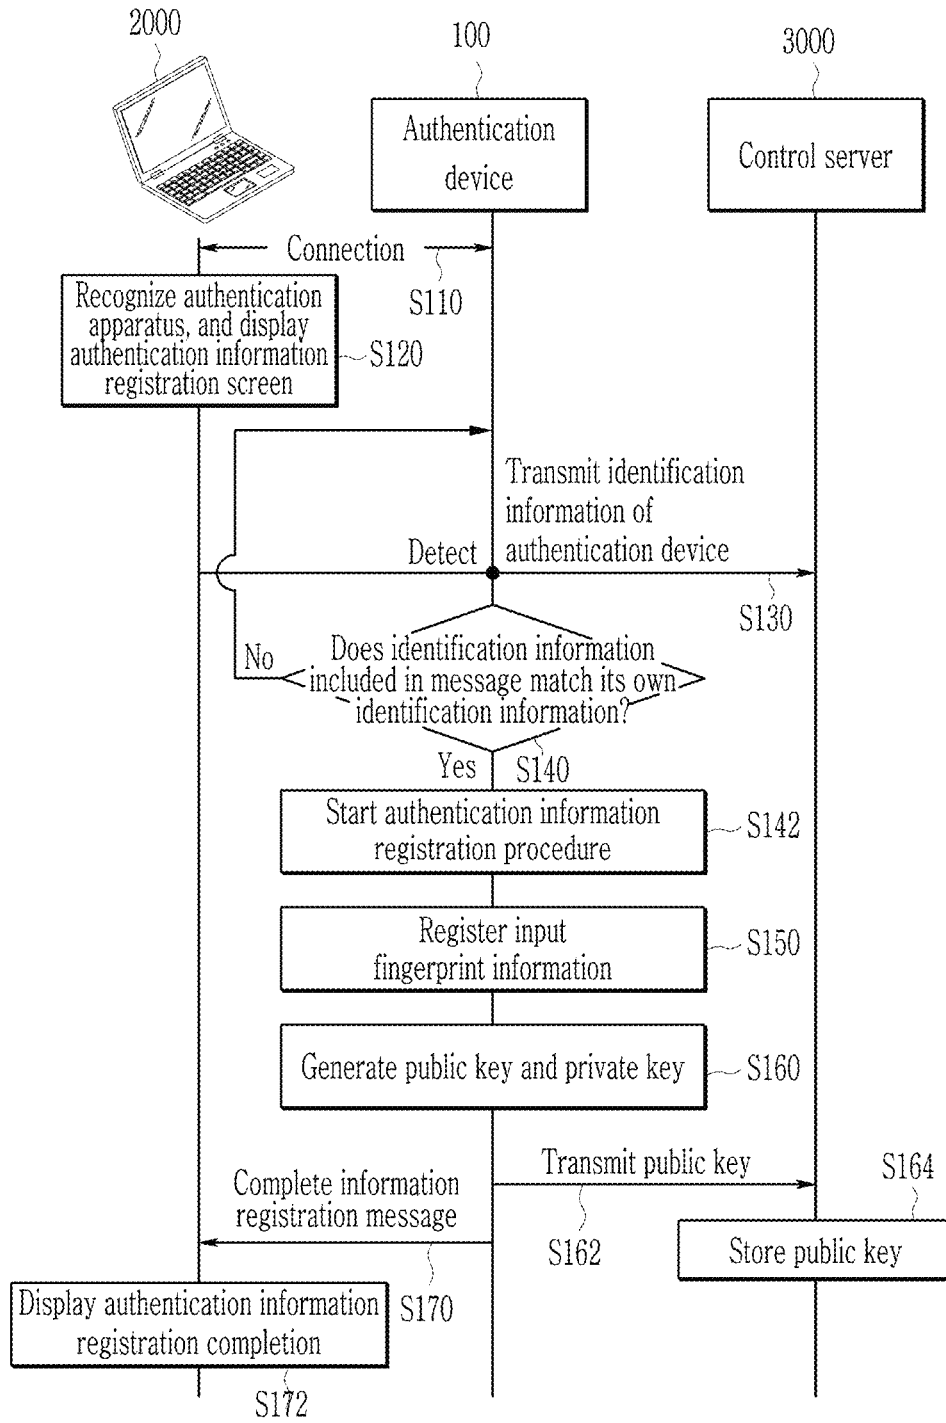 2000
100
3000
Authentication
device
Control server
Connection
S110
Recognize authentication
apparatus, and display
authentication information
registration screen
S120
Transmit identification
information of
authentication device
Detect
S130
Does identification information
included in message match its own
identification information?
No
Yes
S140
Start authentication information
registration procedure
S142
Register input
fingerprint information
S150
Generate public key and private key
S160
Transmit public key
S162
S164
Store public key
Complete information
registration message
S170
Display authentication information
registration completion
S172